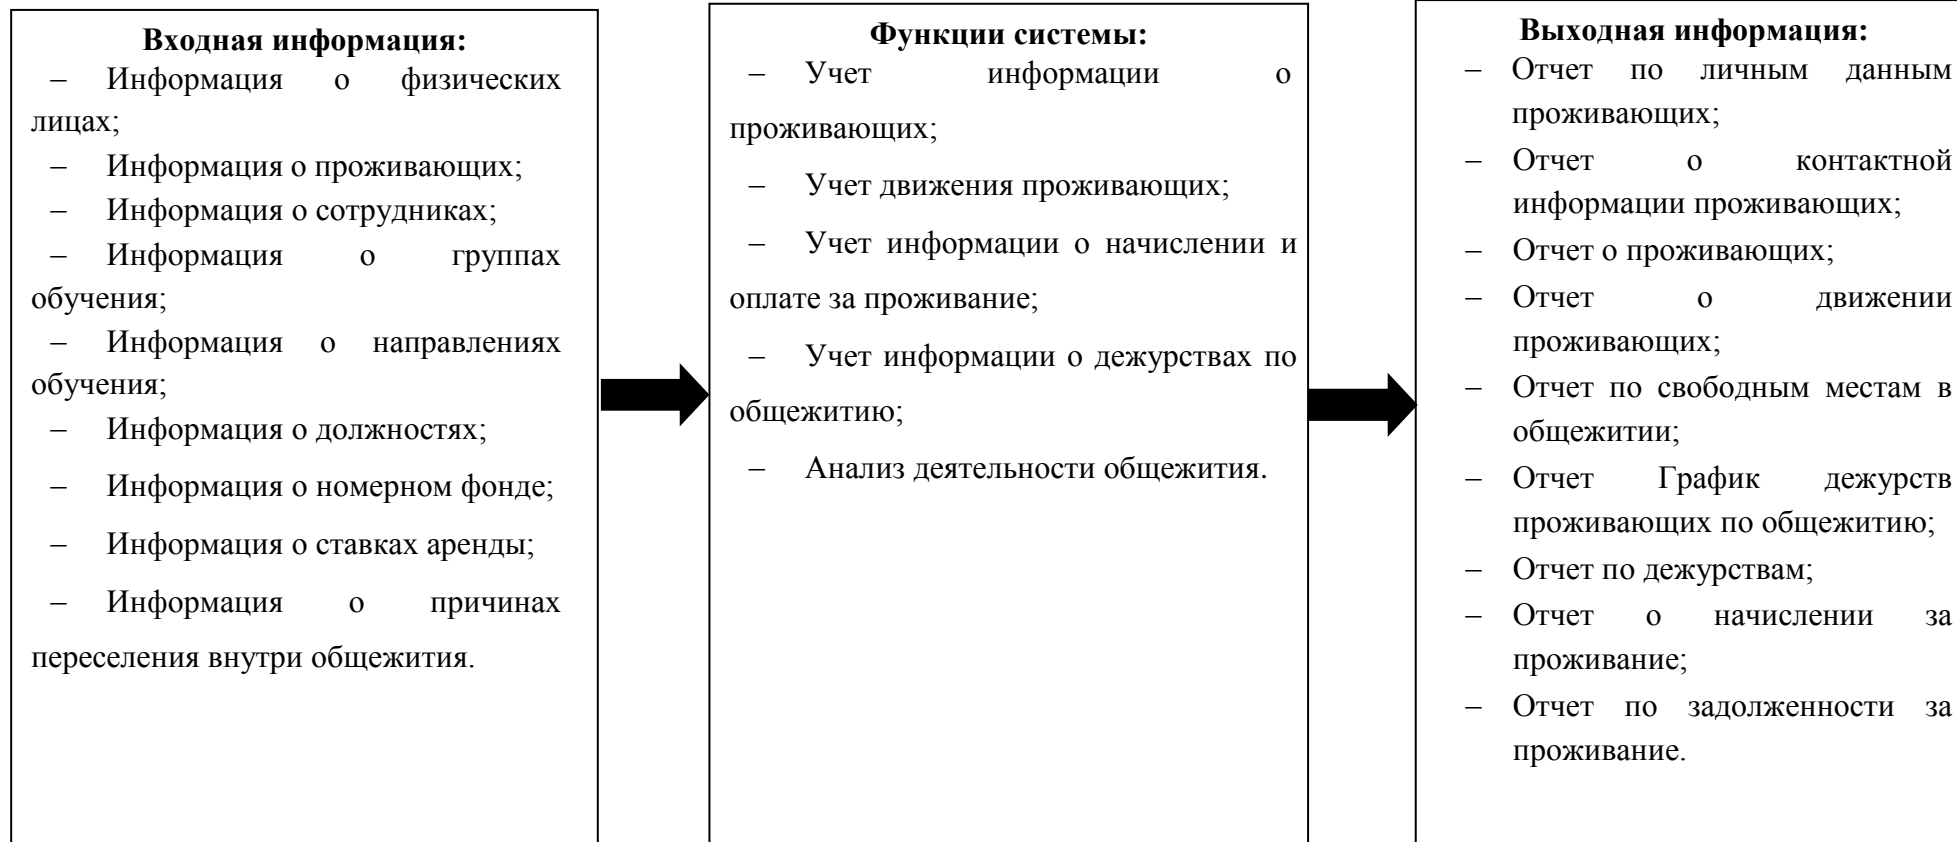 Входная информация:
– Информация о физических
лицах;
– Информация о проживающих;
– Информация о сотрудниках;
– Информация о группах
обучения;
– Информация о направлениях
обучения;
– Информация о должностях;
– Информация о номерном фонде;
– Информация о ставках аренды;
– Информация о причинах
переселения внутри общежития.
Функции системы:
– Учет информации о
проживающих;
– Учет движения проживающих;
– Учет информации о начислении и
оплате за проживание;
– Учет информации о дежурствах по
общежитию;
– Анализ деятельности общежития.
Выходная информация:
– Отчет по личным данным
проживающих;
– Отчет о контактной
информации проживающих;
– Отчет о проживающих;
– Отчет о движении
проживающих;
– Отчет по свободным местам в
общежитии;
– Отчет График дежурств
проживающих по общежитию;
– Отчет по дежурствам;
– Отчет о начислении за
проживание;
– Отчет по задолженности за
проживание.